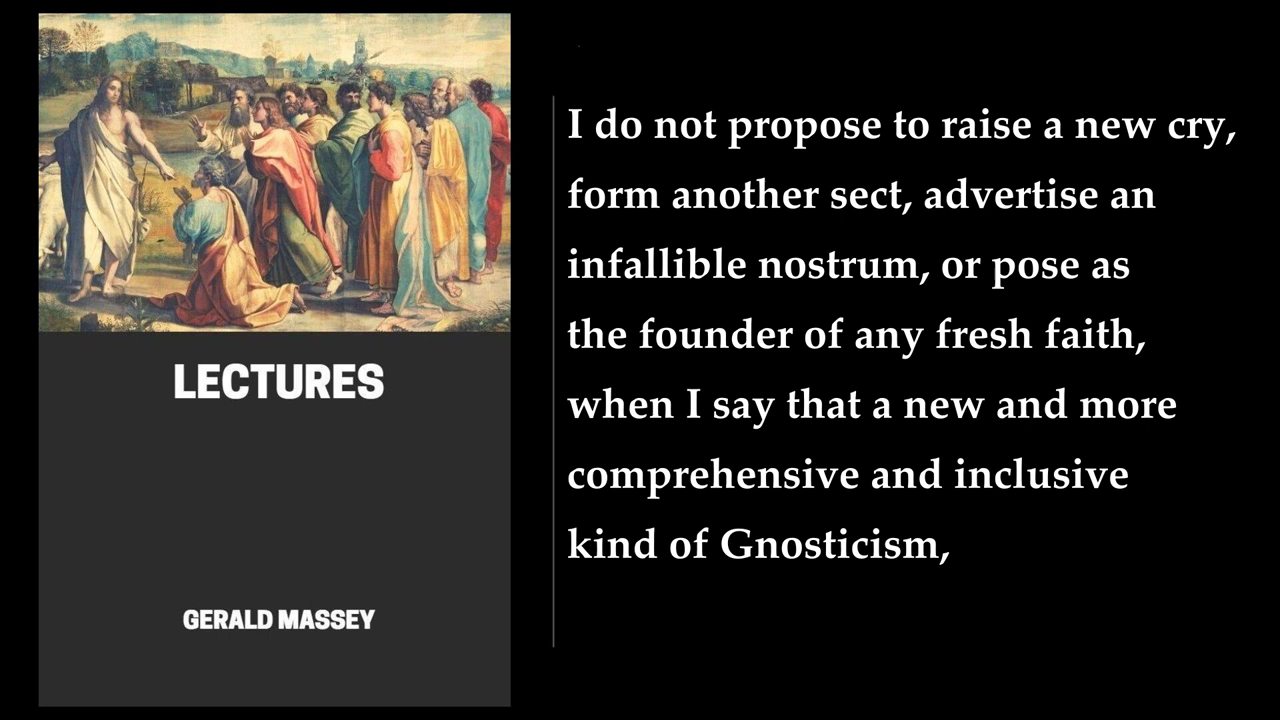 LECTURES
GERALD MASSEY
I do not propose to raise a new cry,
form another sect, advertise an
infallible nostrum, or pose as
the founder of any fresh faith,
when I say that a new and more
comprehensive and inclusive
kind of Gnosticism,